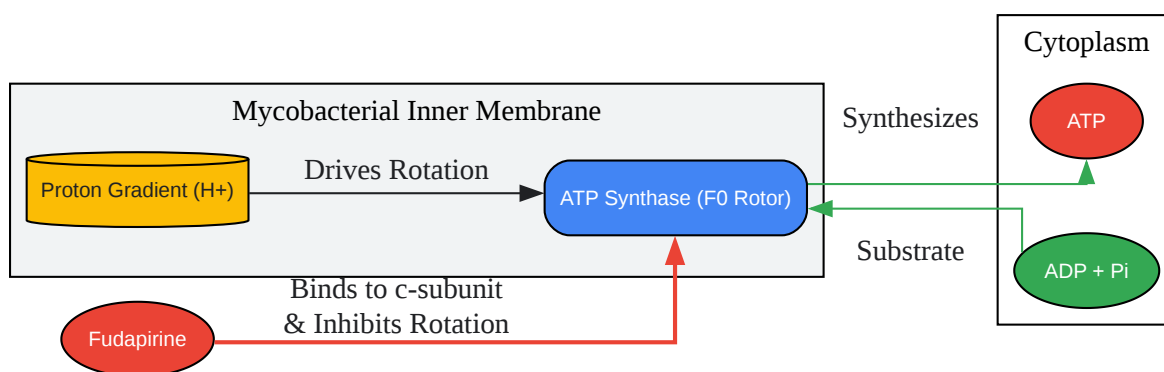 Cytoplasm
Mycobacterial Inner Membrane
Synthesizes
ATP
Drives Rotation
Proton Gradient (H+)
ATP Synthase (F0 Rotor)
Substrate
ADP + Pi
Binds to c-subunit
& Inhibits Rotation
Fudapirine